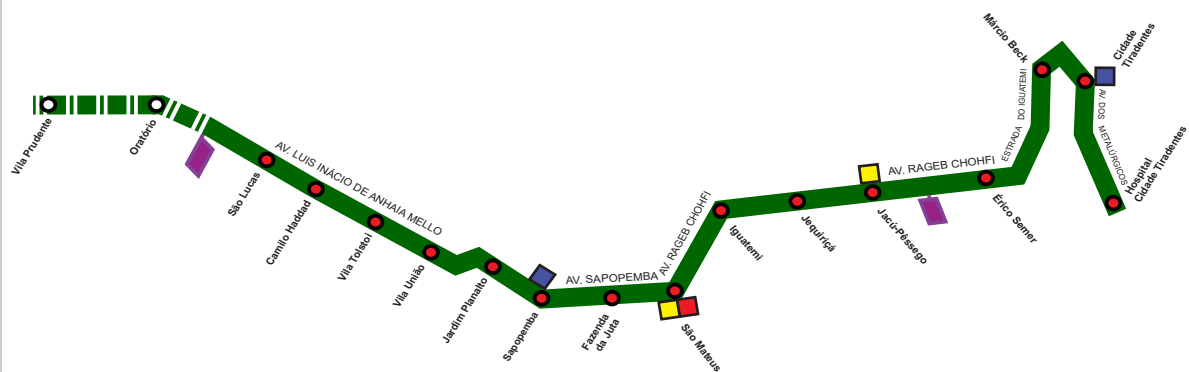 Vila Prudente
Oratório
AV. LUIS INÁCIO DE ANHAIA MELLO
São Lucas
Camilo Haddad
Vila Tolstoi
Vila União
Jardim Planalto
Sapopemba
AV. SAPOPEMBA
Fazenda
da Juta
São Mateus
AV. RAGEB CHOHFI
Iguatemi
Jequiriçá
Jacú-Pêssego
AV. RAGEB CHOHFI
Érico Semer
ESTRADA DO IGUATEMI
Márcio Beck
Cidade
Tiradentes
AV. DOS METALÚRGICOS
Hospital
Cidade Tiradentes